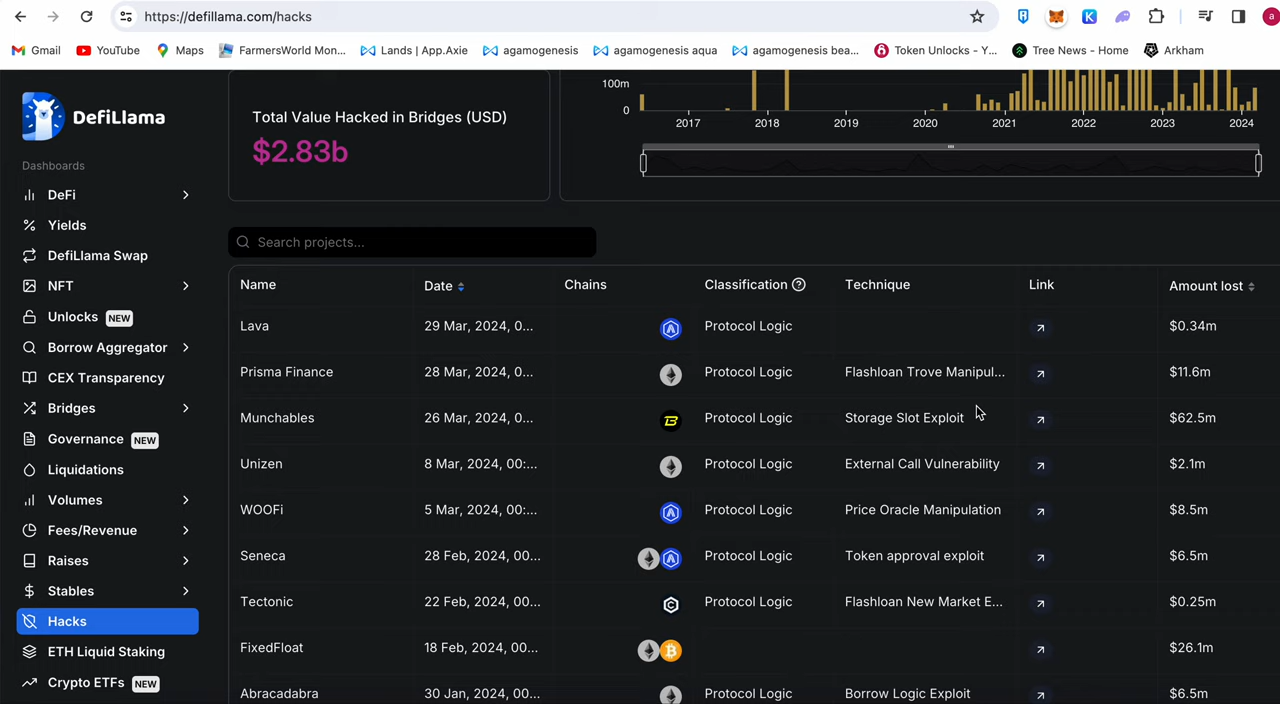 https://defillama.com/hacks
a
Gmail YouTube Maps FarmersWorld Mon... Lands | App.Axie agamogenesis agamogenesis aqua agamogenesis bea... Token Unlocks - Y... Tree News - Home Arkham
DefiLlama
Dashboards
DeFi
Yields
DefiLlama Swap
NFT
Unlocks NEW
Borrow Aggregator
CEX Transparency
Bridges
Governance NEW
Liquidations
Volumes
Fees/Revenue
Raises
Stables
Hacks
ETH Liquid Staking
Crypto ETFs NEW
Total Value Hacked in Bridges (USD)
$2.83b
100m
0
2017 2018 2019 2020 2021 2022 2023 2024
Search projects...
Name Date Chains Classification ? Technique Link Amount lost
Lava 29 Mar, 2024, 0... Protocol Logic $0.34m
Prisma Finance 28 Mar, 2024, 0... Protocol Logic Flashloan Trove Manipul... $11.6m
Munchables 26 Mar, 2024, 0... Protocol Logic Storage Slot Exploit $62.5m
Unizen 8 Mar, 2024, 00:... Protocol Logic External Call Vulnerability $2.1m
WOOFi 5 Mar, 2024, 00:... Protocol Logic Price Oracle Manipulation $8.5m
Seneca 28 Feb, 2024, 00... Protocol Logic Token approval exploit $6.5m
Tectonic 22 Feb, 2024, 00... Protocol Logic Flashloan New Market E... $0.25m
FixedFloat 18 Feb, 2024, 00... $26.1m
Abracadabra 30 Jan, 2024, 00... Protocol Logic Borrow Logic Exploit $6.5m